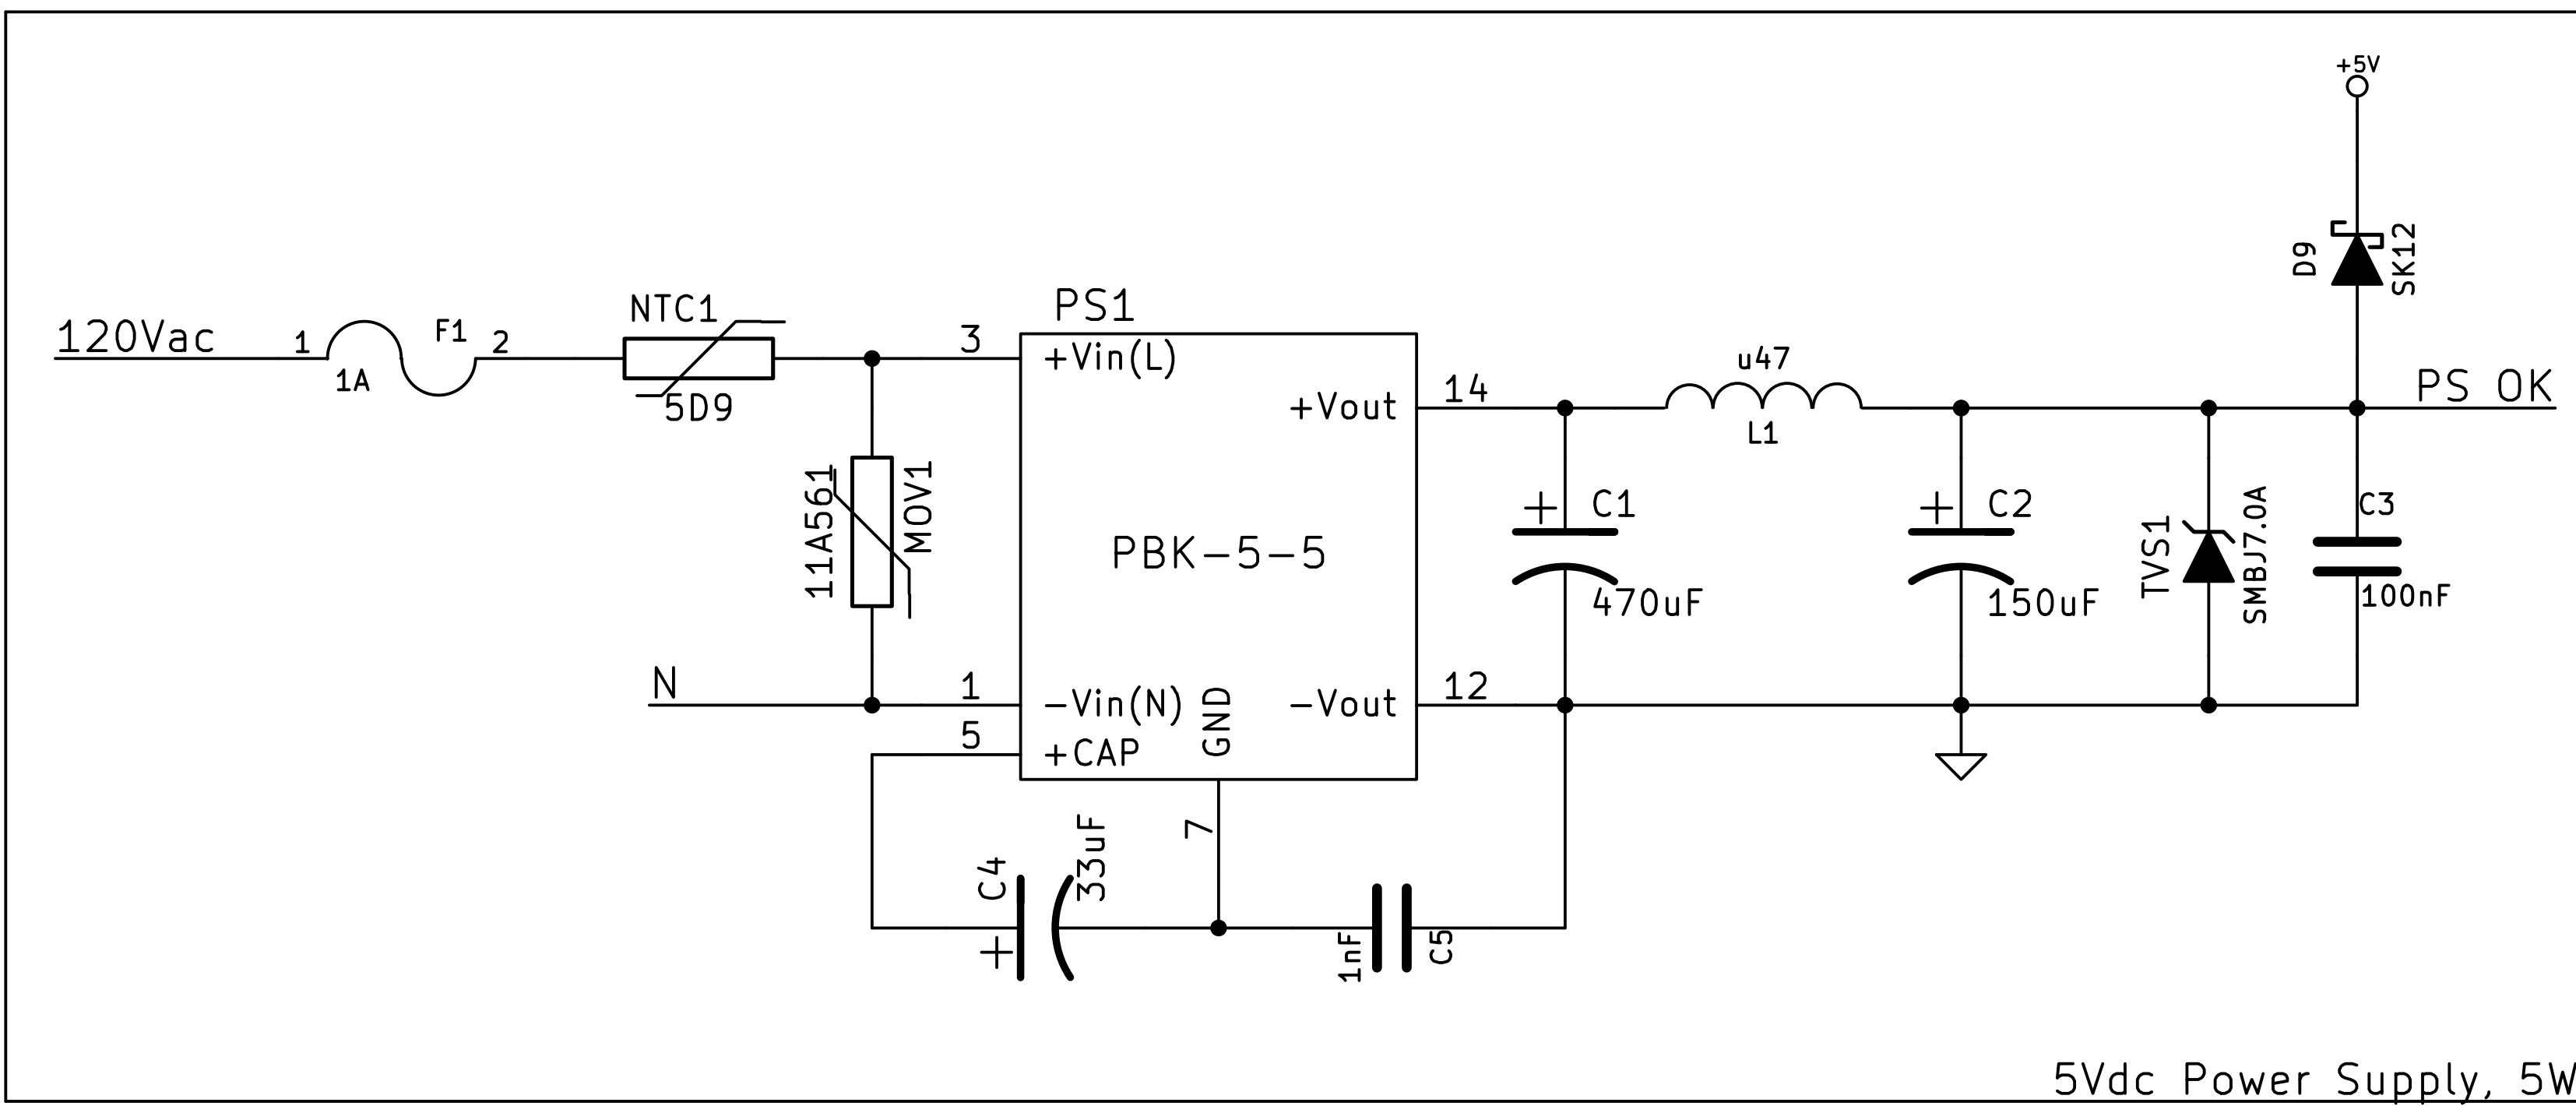 +5V
D9
SK12
120Vac
1
F1
2
1A
NTC1
5D9
PS1
3
+Vin(L)
u47
L1
14
+Vout
PS OK
11A561
MOV1
PBK-5-5
+
C1
470uF
+
C2
150uF
TVS1
SMBJ7.0A
C3
100nF
N
1
-Vin(N)
GND
-Vout
12
5
+CAP
7
C4
33uF
+
1nF
C5
5Vdc Power Supply, 5W